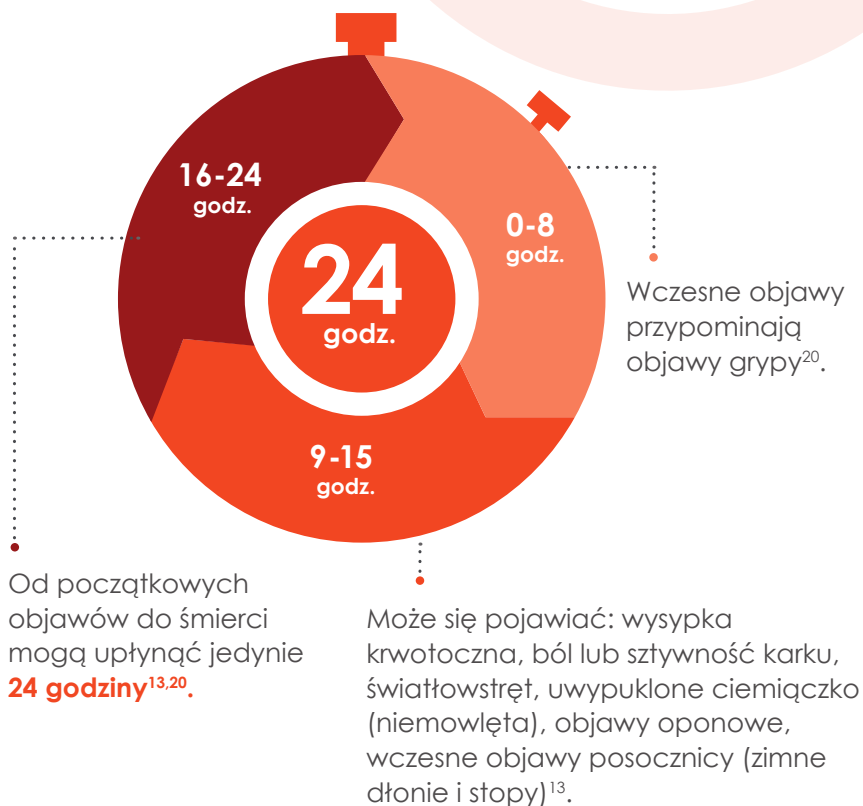 16-24
godz.
0-8
godz.
24
godz.
Wczesne objawy
przypominają
objawy grypy²⁰.
9-15
godz.
Od początkowych
objawów do śmierci
mogą upłynąć jedynie
24 godziny¹³,²⁰.
Może się pojawiać: wysypka
krwotoczna, ból lub sztywność karku,
światłowstręt, uwypuklone ciemiączko
(niemowlęta), objawy oponowe,
wczesne objawy posocznicy (zimne
dłonie i stopy)¹³.